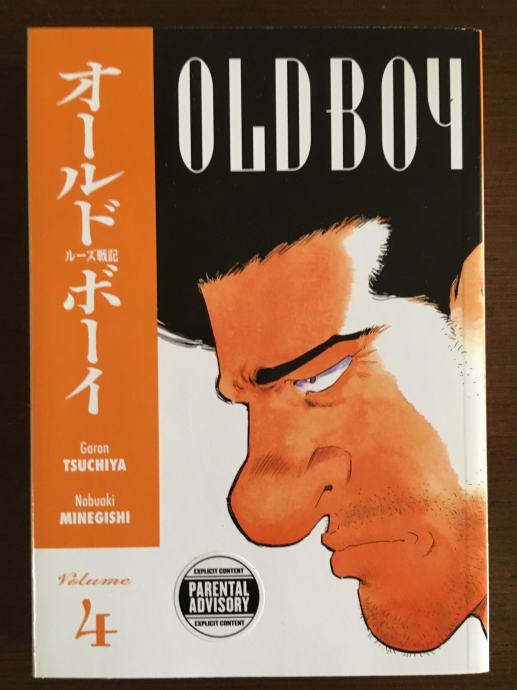 OLDBOY
オールドボーイ
ルーズ戦記
Garon
TSUCHIYA
Nobuaki
MINEGISHI
Volume
4
EXPLICIT CONTENT
PARENTAL
ADVISORY
EXPLICIT CONTENT